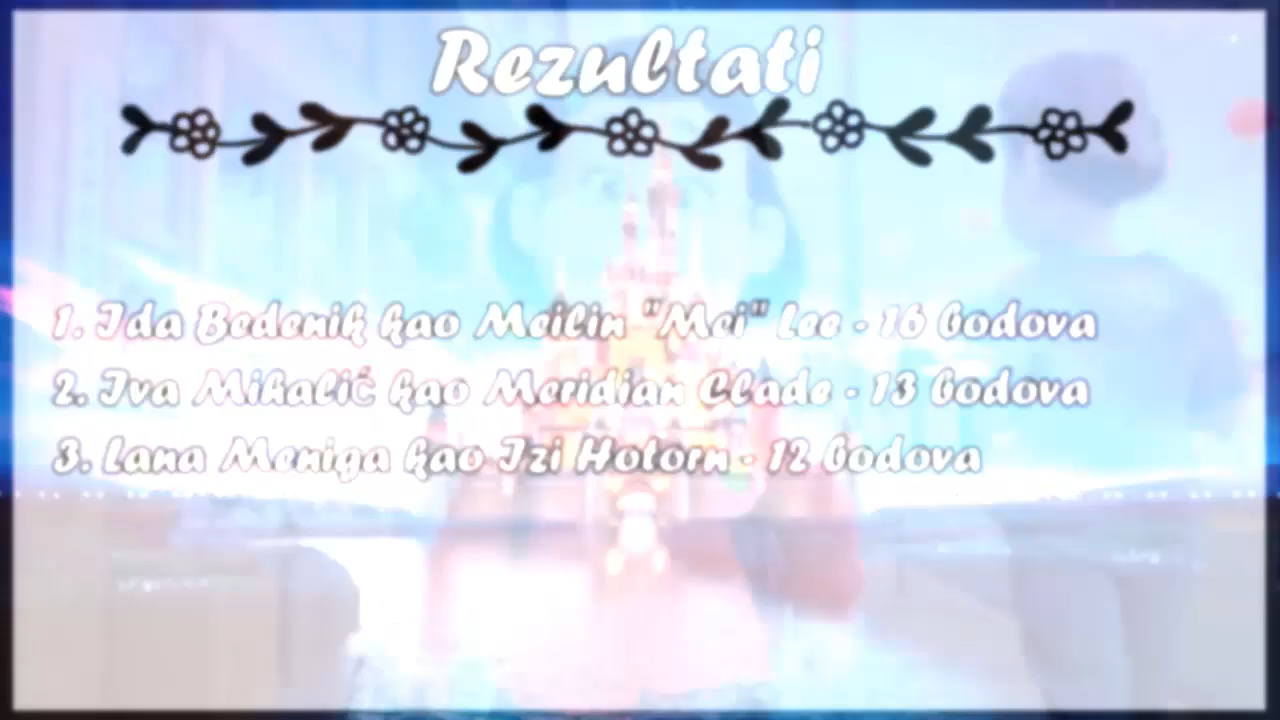 Rezultati
1. Ida Bedenik kao Meilin "Mei" Lee - 16 bodova
2. Iva Mihalić kao Meridian Clade - 13 bodova
3. Lana Meniga kao Izi Hotorn - 12 bodova